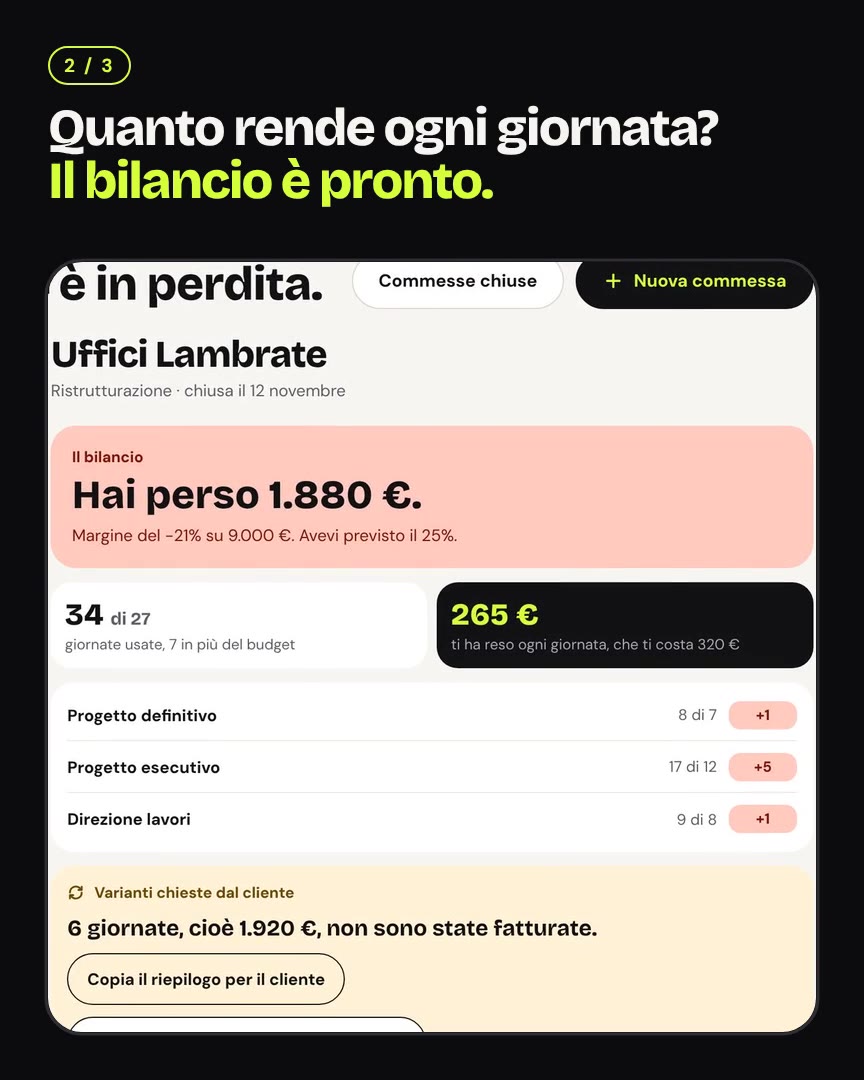 2 / 3
Quanto rende ogni giornata?
Il bilancio è pronto.
è in perdita.
Commesse chiuse
+ Nuova commessa
Uffici Lambrate
Ristrutturazione · chiusa il 12 novembre
Il bilancio
Hai perso 1.880 €.
Margine del -21% su 9.000 €. Avevi previsto il 25%.
34 di 27
giornate usate, 7 in più del budget
265 €
ti ha reso ogni giornata, che ti costa 320 €
Progetto definitivo 8 di 7 +1
Progetto esecutivo 17 di 12 +5
Direzione lavori 9 di 8 +1
Varianti chieste dal cliente
6 giornate, cioè 1.920 €, non sono state fatturate.
Copia il riepilogo per il cliente